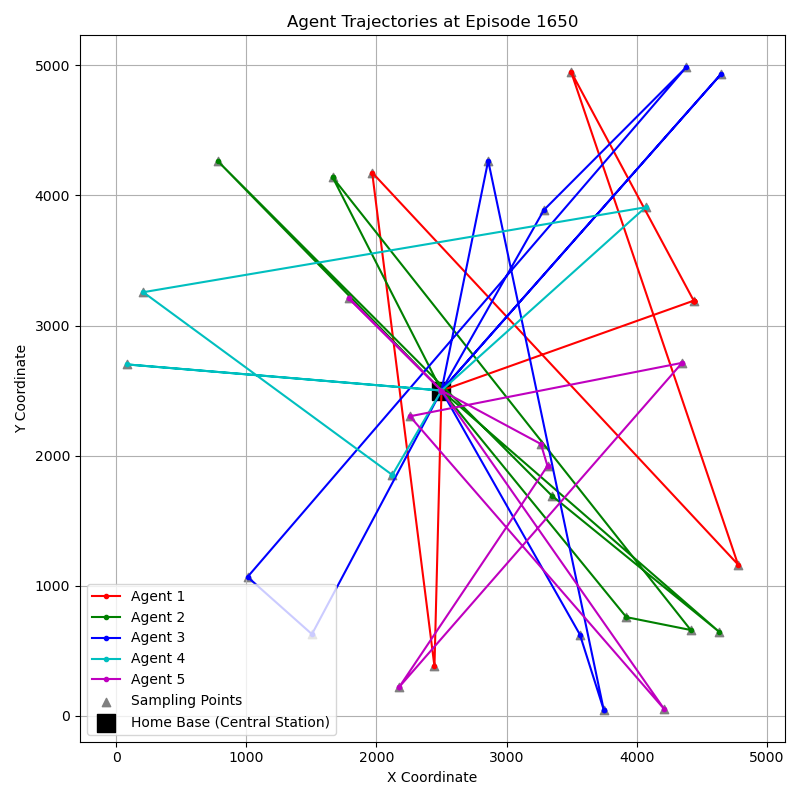 Agent Trajectories at Episode 1650
5000
4000
3000
2000
1000
0
Y Coordinate
Agent 1
Agent 2
Agent 3
Agent 4
Agent 5
Sampling Points
Home Base (Central Station)
0 1000 2000 3000 4000 5000
X Coordinate